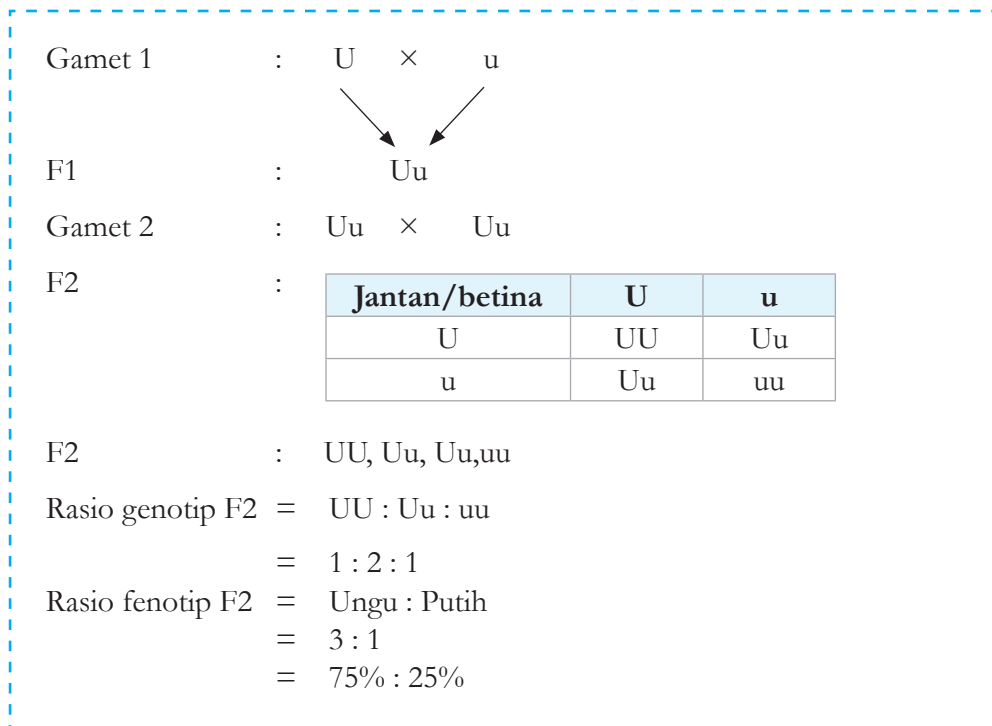 Gamet 1 : U × u
F1 : Uu
Gamet 2 : Uu × Uu
F2 :
Jantan/betina U u
U UU Uu
u Uu uu
F2 : UU, Uu, Uu,uu
Rasio genotip F2 = UU : Uu : uu
= 1 : 2 : 1
Rasio fenotip F2 = Ungu : Putih
= 3 : 1
= 75% : 25%